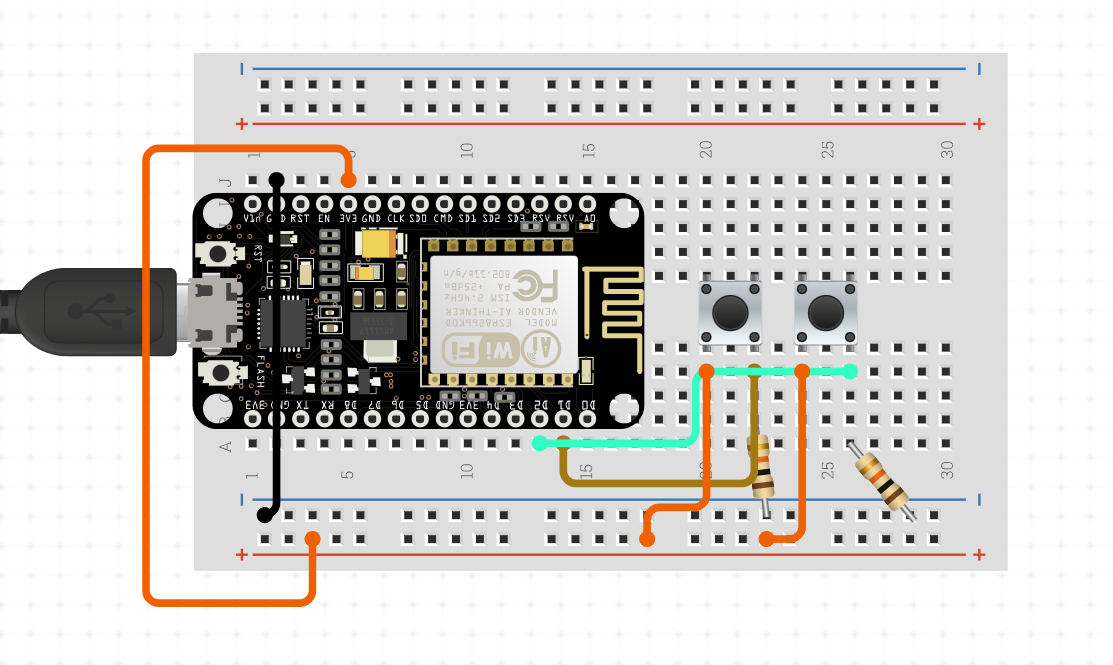 1 5 10 15 20 25 30
J
Vin GND RST EN 3V3 GND CLK SD0 CMD SD1 SD2 SD3 RSV RSV A0
RST
802.11b/g/n
PA +25dBm
ISM 2.4GHz
FC
VENDOR AI-THINKER
MODEL ESP8266MOD
WiFi
Ai
FLASH
3V3 GND TX RX D8 D7 D6 D5 GND 3V3 D4 D3 D2 D1 D0
A
1 5 10 15 20 25 30